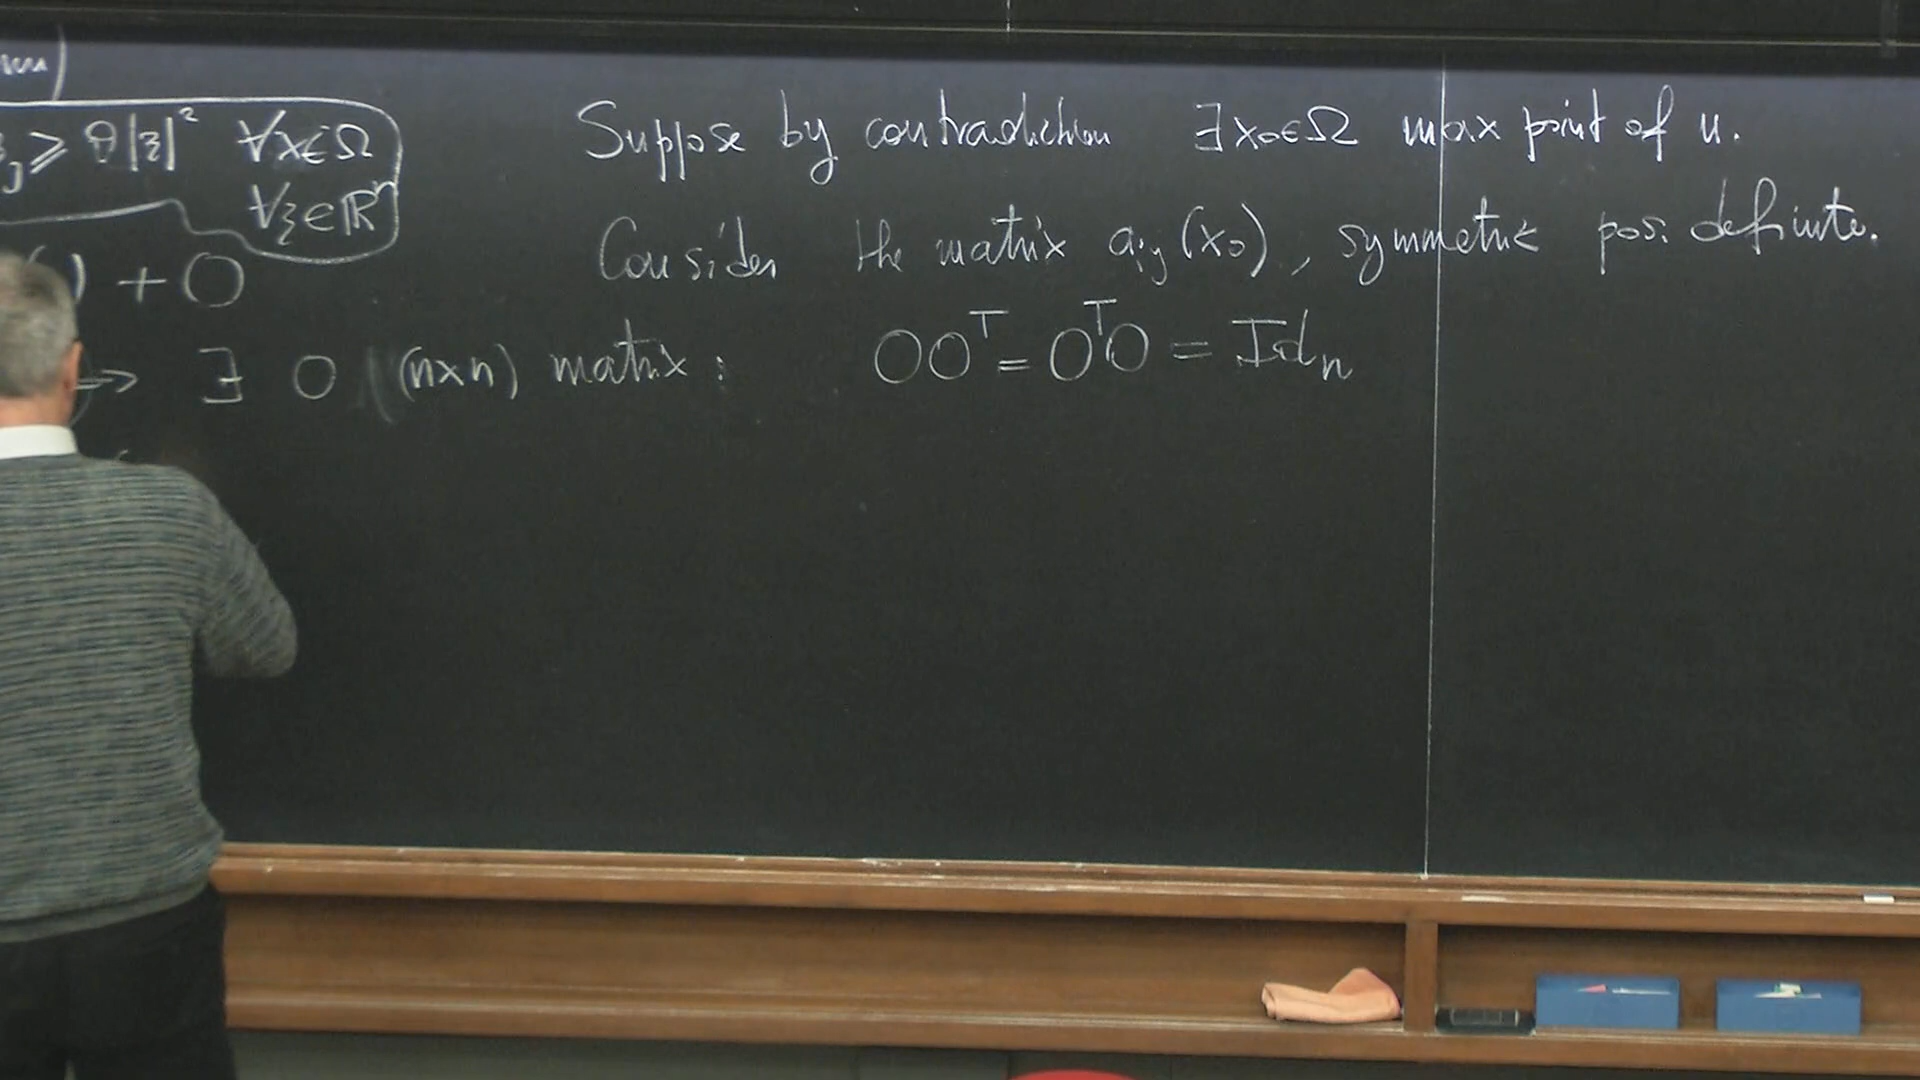 ȷ ≥ θ|ξ|² ∀x∈Ω
∀ξ∈ℝⁿ
Suppose by contradiction ∃x₀∈Ω max point of u.
Consider the matrix aᵢⱼ(x₀), symmetric pos. definite.
) + O
→ ∃ O (n×n) matrix : OOᵀ = OᵀO = Idₙ